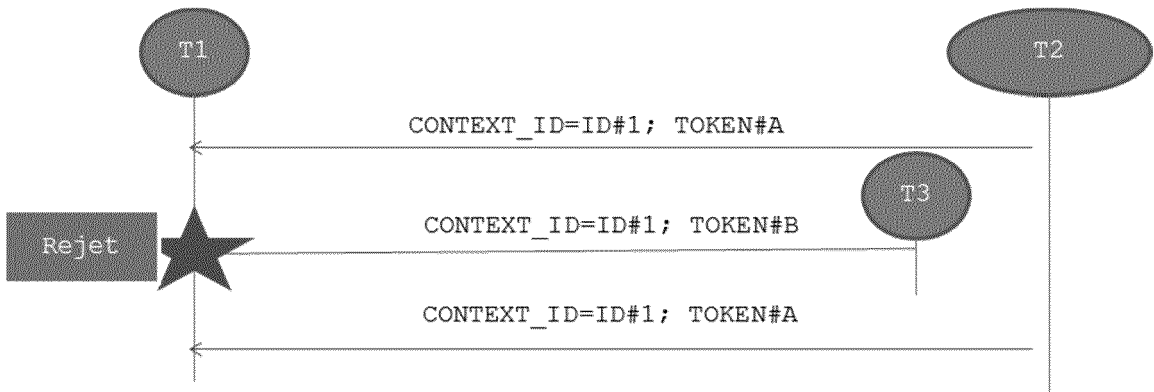 T1
T2
CONTEXT_ID=ID#1; TOKEN#A
T3
CONTEXT_ID=ID#1; TOKEN#B
Rejet
CONTEXT_ID=ID#1; TOKEN#A